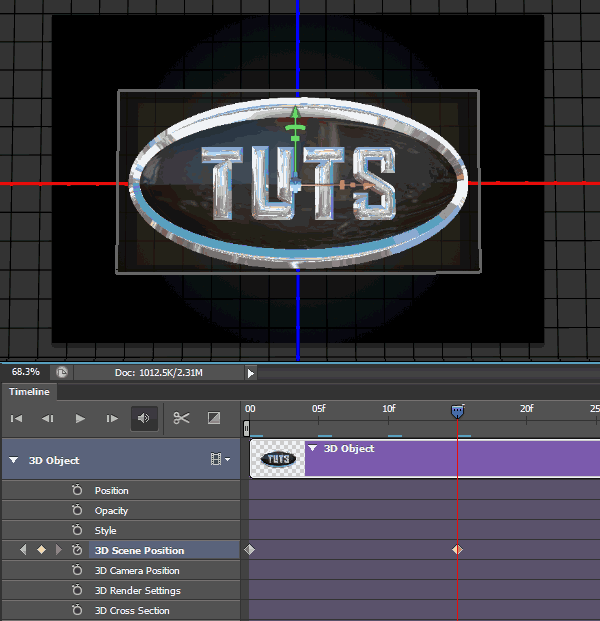 TUTS
68.3%
Doc: 1012.5K/2.31M
Timeline
00 05f 10f 20f 25
3D Object
TUTS
3D Object
Position
Opacity
Style
3D Scene Position
3D Camera Position
3D Render Settings
3D Cross Section